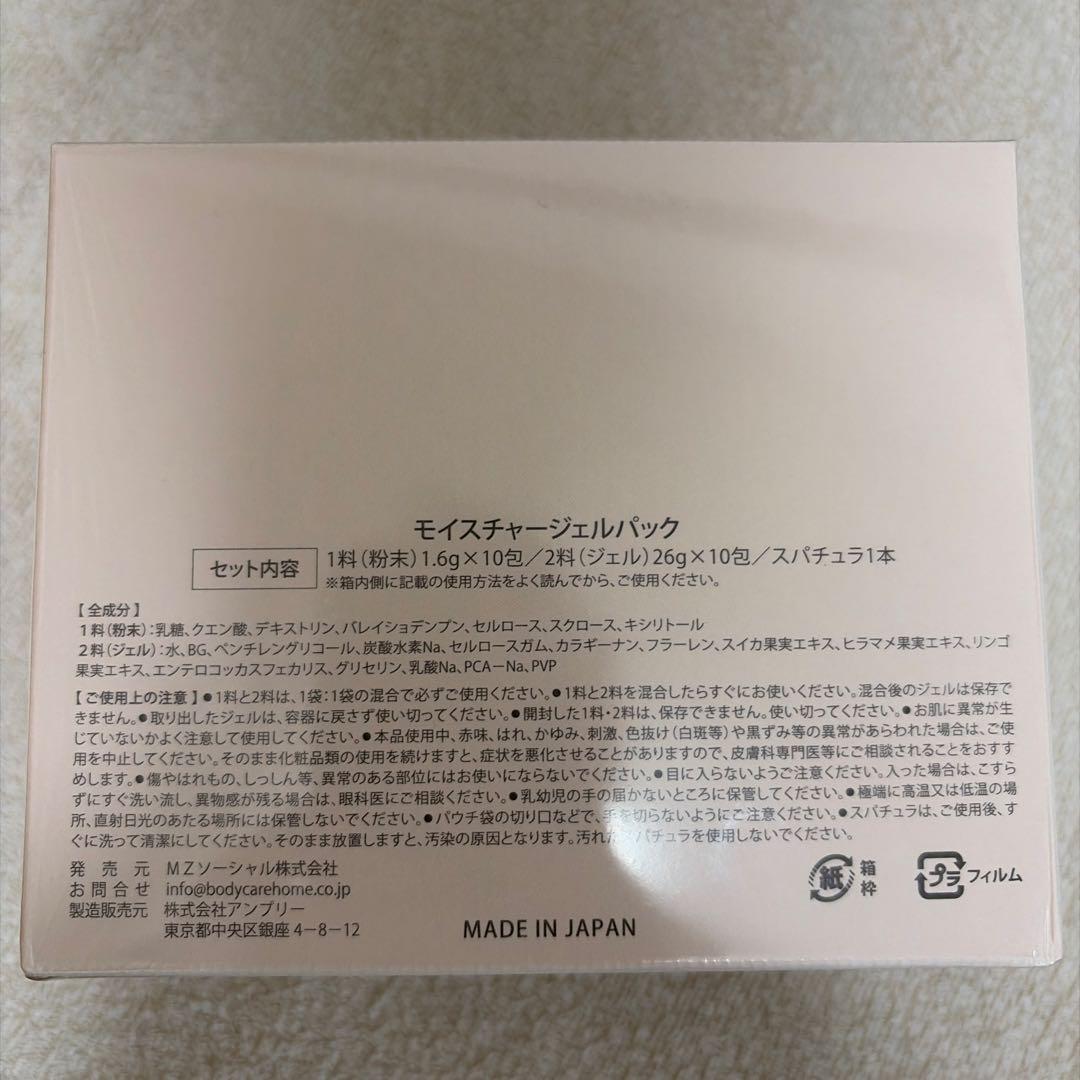 モイスチャージェルパック
セット内容 1料(粉末)1.6g×10包／2料(ジェル)26g×10包／スパチュラ1本
※箱内側に記載の使用方法をよく読んでから、ご使用ください。
【全成分】
1料(粉末):乳糖、クエン酸、デキストリン、バレイショデンプン、セルロース、スクロース、キシリトール
2料(ジェル):水、BG、ペンチレングリコール、炭酸水素Na、セルロースガム、カラギーナン、フラーレン、スイカ果実エキス、ヒラマメ果実エキス、リンゴ
果実エキス、エンテロコッカスフェカリス、グリセリン、乳酸Na、PCA－Na、PVP
【ご使用上の注意】●1料と2料は、1袋:1袋の混合で必ずご使用ください。●1料と2料を混合したらすぐにお使いください。混合後のジェルは保存で
きません。●取り出したジェルは、容器に戻さず使い切ってください。●開封した1料・2料は、保存できません。使い切ってください。●お肌に異常が生
じていないかよく注意して使用してください。●本品使用中、赤味、はれ、かゆみ、刺激、色抜け(白斑等)や黒ずみ等の異常があらわれた場合は、ご使
用を中止してください。そのまま化粧品類の使用を続けますと、症状を悪化させることがありますので、皮膚科専門医等にご相談されることをおすす
めします。●傷やはれもの、しっしん等、異常のある部位にはお使いにならないでください。●目に入らないようご注意ください。入った場合は、こすら
ずにすぐ洗い流し、異物感が残る場合は、眼科医にご相談ください。●乳幼児の手の届かないところに保管してください。●極端に高温又は低温の場
所、直射日光のあたる場所には保管しないでください。●パウチ袋の切り口などで、手を切らないようにご注意ください。●スパチュラは、ご使用後、す
ぐに洗って清潔にしてください。そのまま放置しますと、汚染の原因となります。汚れた パチュラを使用しないでください。
発売元 MZソーシャル株式会社
お問合せ info@bodycarehome.co.jp
製造販売元 株式会社アンプリー
東京都中央区銀座4－8－12
MADE IN JAPAN
紙 箱
枠
プラ フィルム